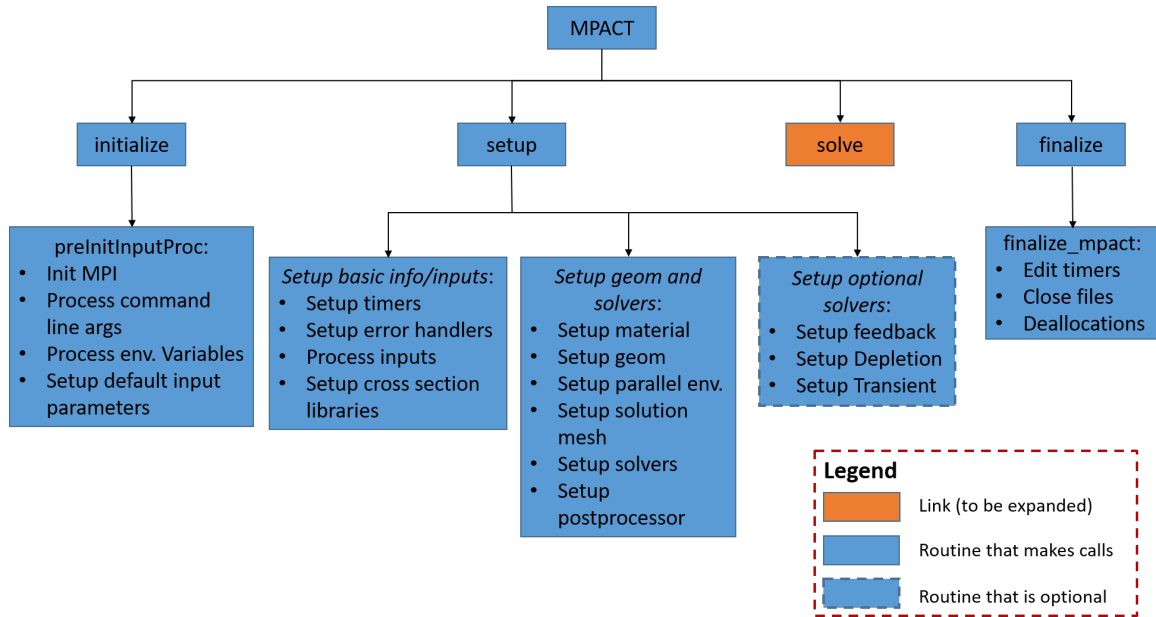 MPACT
initialize
setup
solve
finalize
preInitInputProc:
• Init MPI
• Process command
line args
• Process env. Variables
• Setup default input
parameters
Setup basic info/inputs:
• Setup timers
• Setup error handlers
• Process inputs
• Setup cross section
libraries
Setup geom and
solvers:
• Setup material
• Setup geom
• Setup parallel env.
• Setup solution
mesh
• Setup solvers
• Setup
postprocessor
Setup optional
solvers:
• Setup feedback
• Setup Depletion
• Setup Transient
finalize_mpact:
• Edit timers
• Close files
• Deallocations
Legend
Link (to be expanded)
Routine that makes calls
Routine that is optional